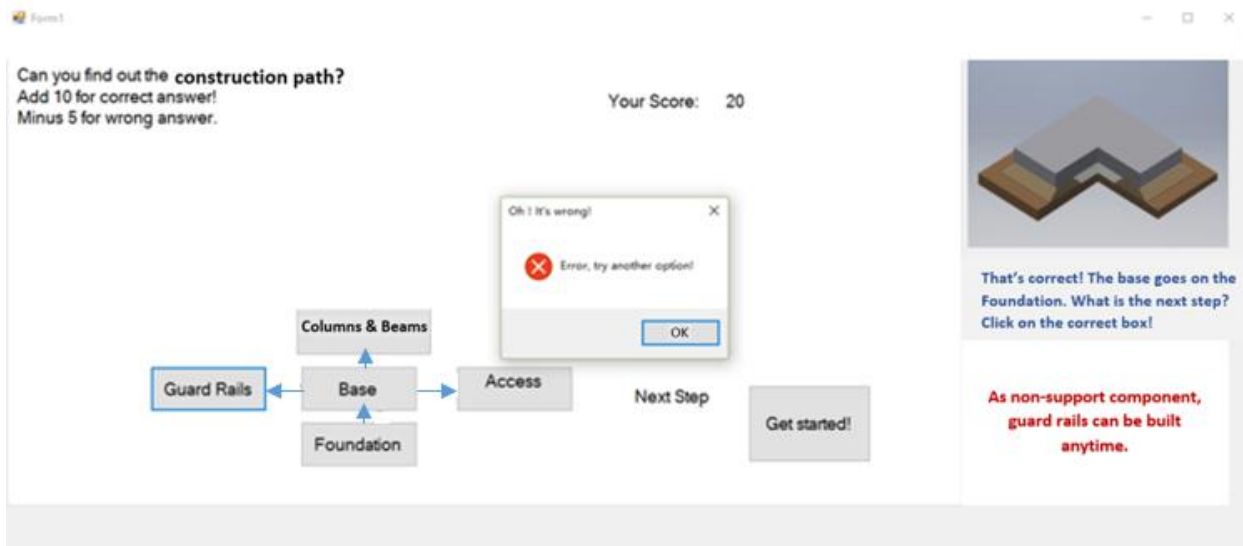 Form1
Can you find out the construction path?
Add 10 for correct answer!
Minus 5 for wrong answer.
Your Score: 20
Oh ! It's wrong!
Error, try another option!
OK
Columns & Beams
Guard Rails
Base
Access
Foundation
Next Step
Get started!
That's correct! The base goes on the
Foundation. What is the next step?
Click on the correct box!
As non-support component,
guard rails can be built
anytime.